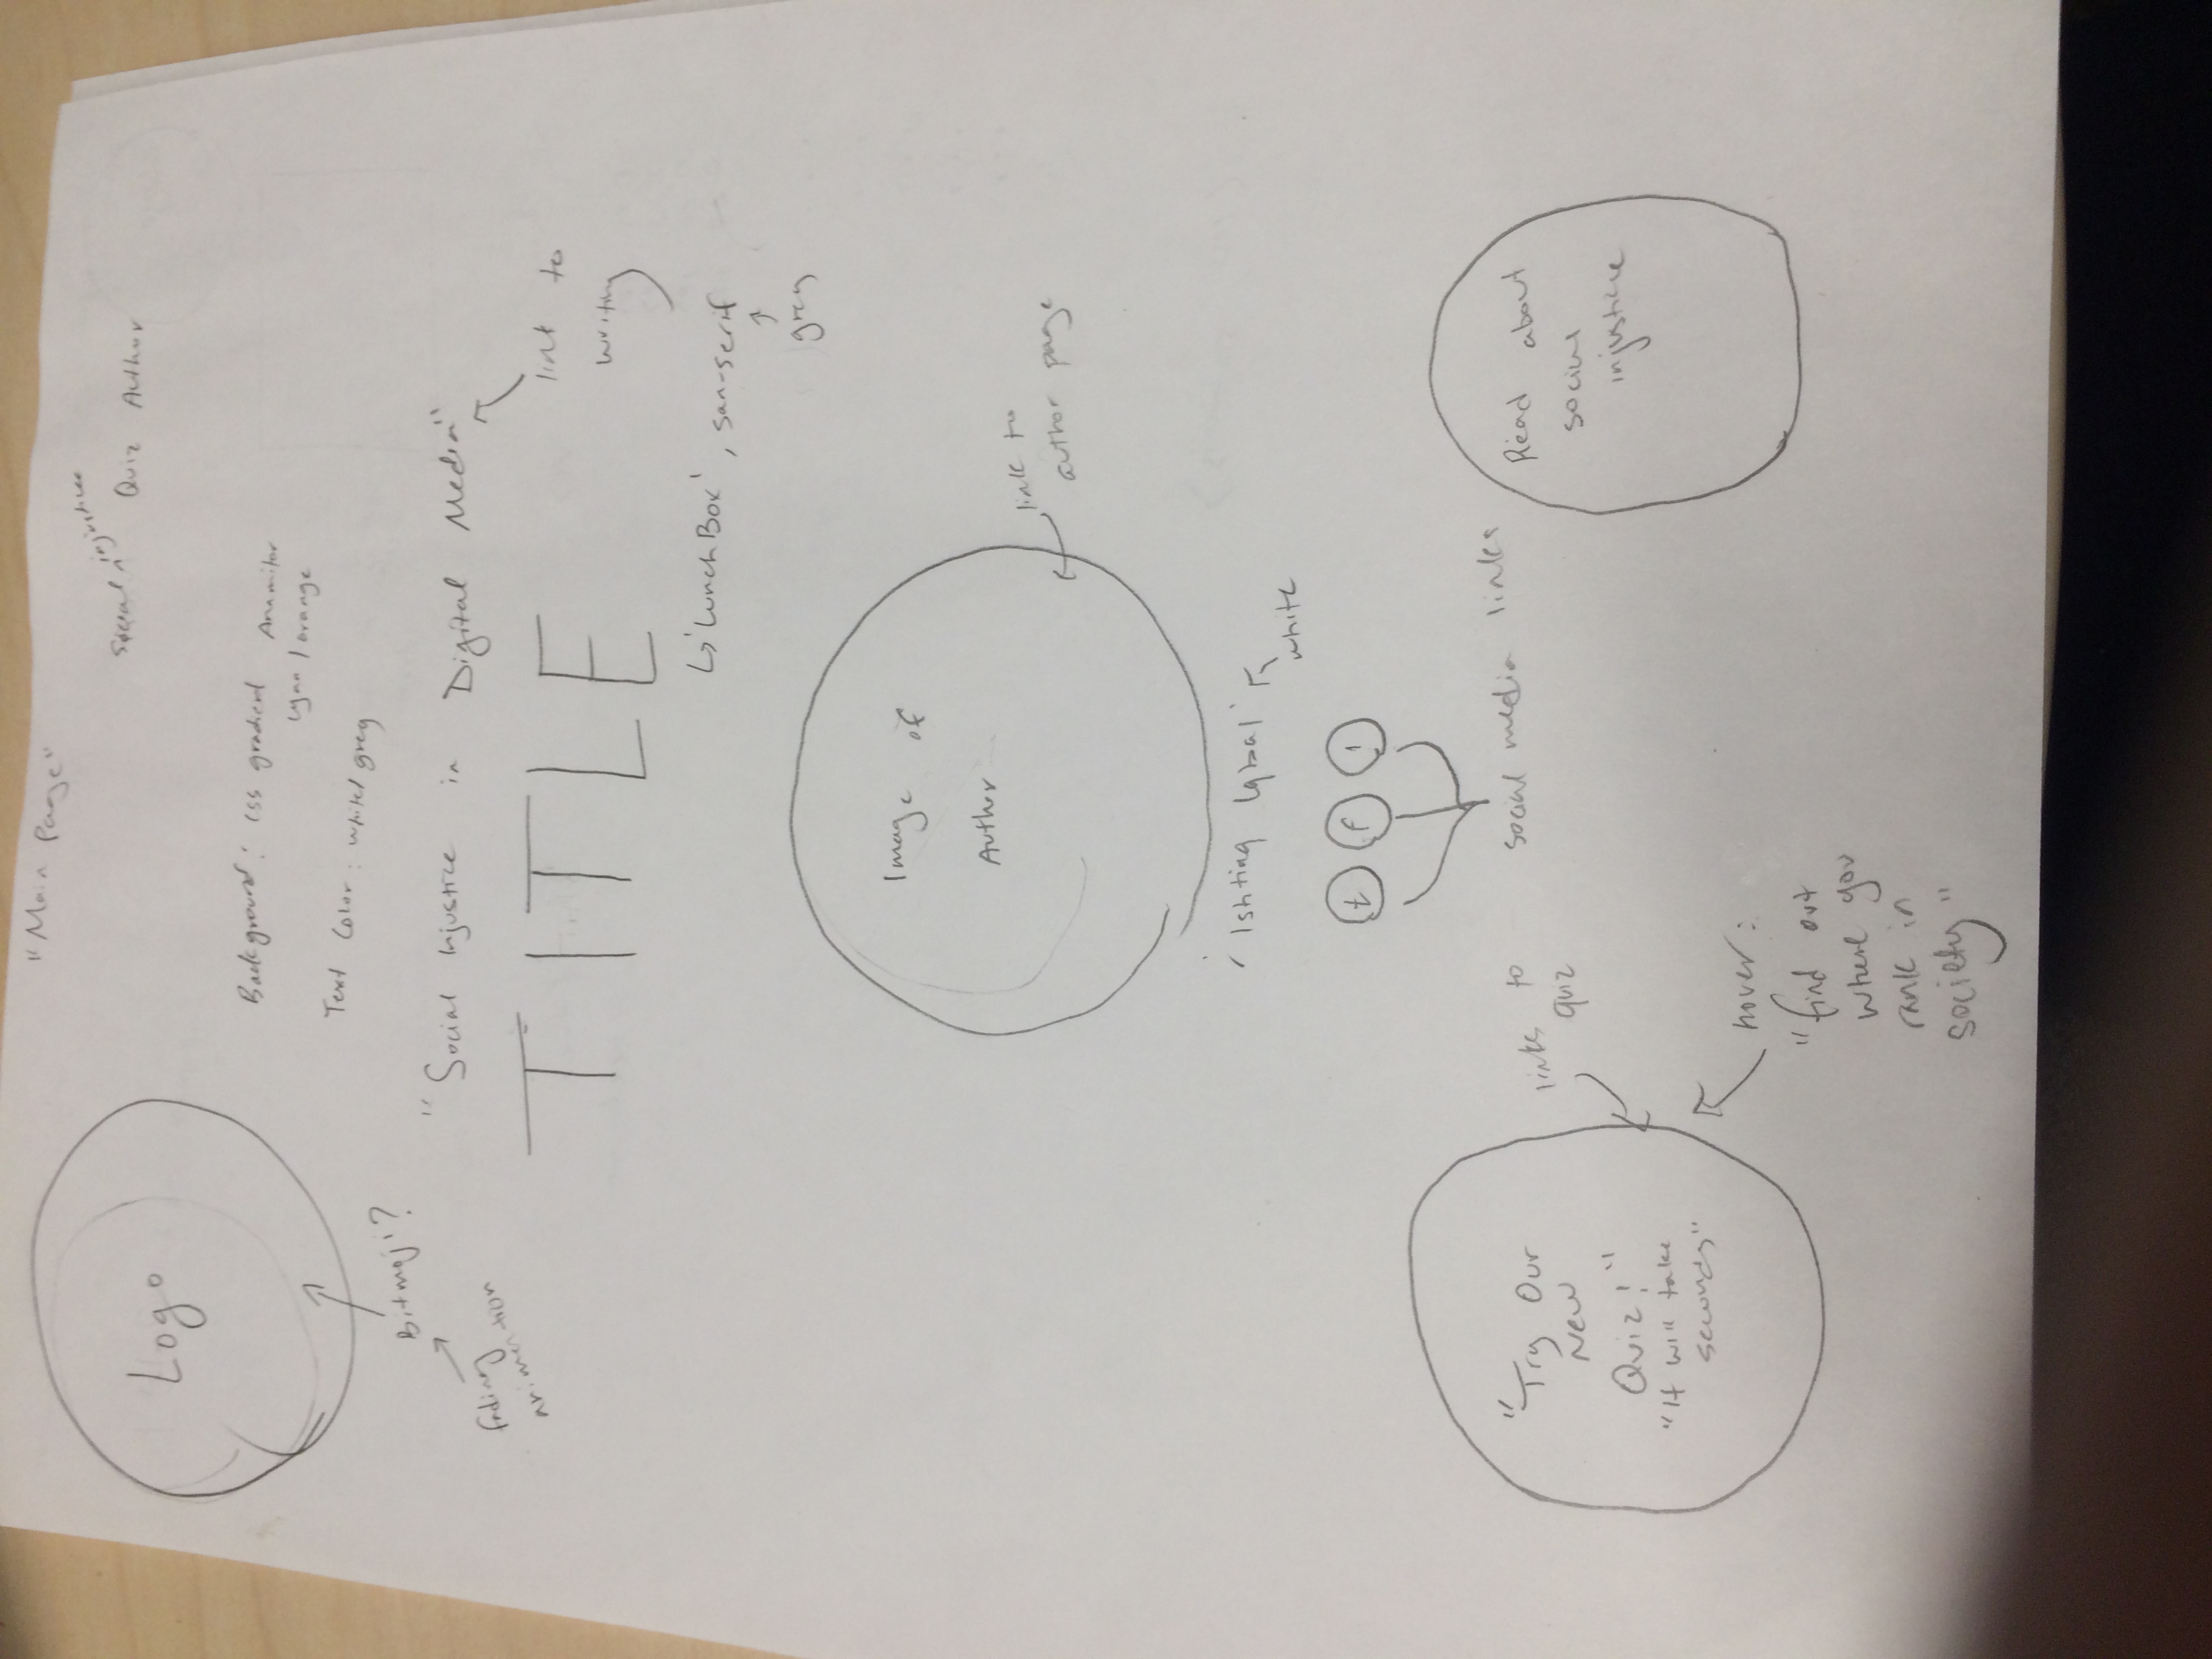 "Main Page"
Social ^ injustice Quiz Author
Logo
Background: css gradient Anamitor
cyan / orange
Text Color: white/grey
Bitmoji?
fading
animation
"Social Injustice in Digital Media"
link to
writing
TITLE
'LunchBox', san-serif
grey
Image of
Author
link to
author page
'Ishtinq Iqbal'
white
t f i
social media links
"Try Our
New
Quiz!"
"It will take
seconds"
links to
quiz
Read about
social
injustice
hover:
"find out
where you
rank in
society"